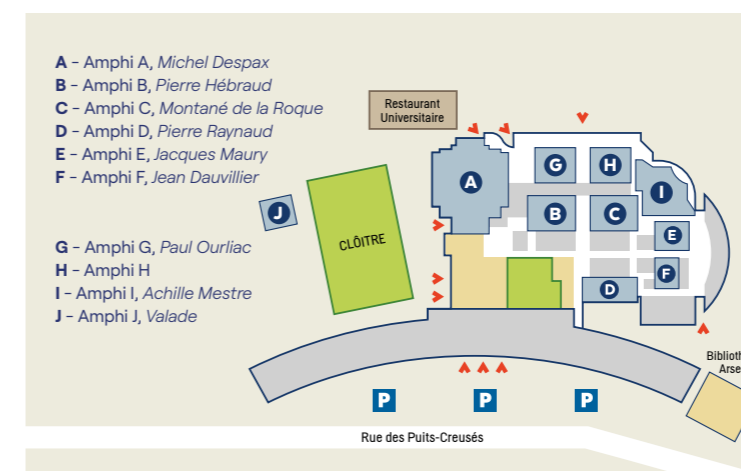 A – Amphi A, Michel Despax
B – Amphi B, Pierre Hébraud
C – Amphi C, Montané de la Roque
D – Amphi D, Pierre Raynaud
E – Amphi E, Jacques Maury
F – Amphi F, Jean Dauvillier
G – Amphi G, Paul Ourliac
H – Amphi H
I – Amphi I, Achille Mestre
J – Amphi J, Valade
Restaurant
Universitaire
A
G
H
I
B
C
E
F
D
J
CLÔITRE
P
P
P
Rue des Puits-Creusés